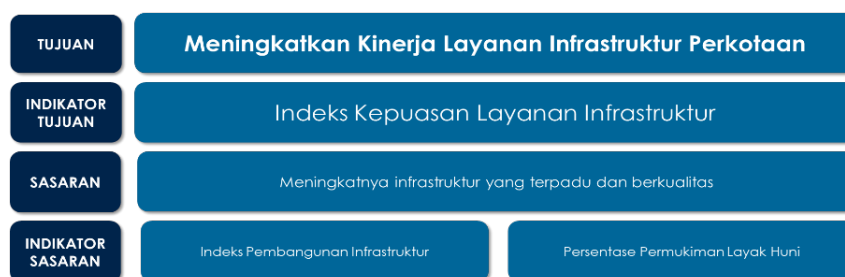 TUJUAN
Meningkatkan Kinerja Layanan Infrastruktur Perkotaan
INDIKATOR
TUJUAN
Indeks Kepuasan Layanan Infrastruktur
SASARAN
Meningkatnya infrastruktur yang terpadu dan berkualitas
INDIKATOR
SASARAN
Indeks Pembangunan Infrastruktur
Persentase Permukiman Layak Huni